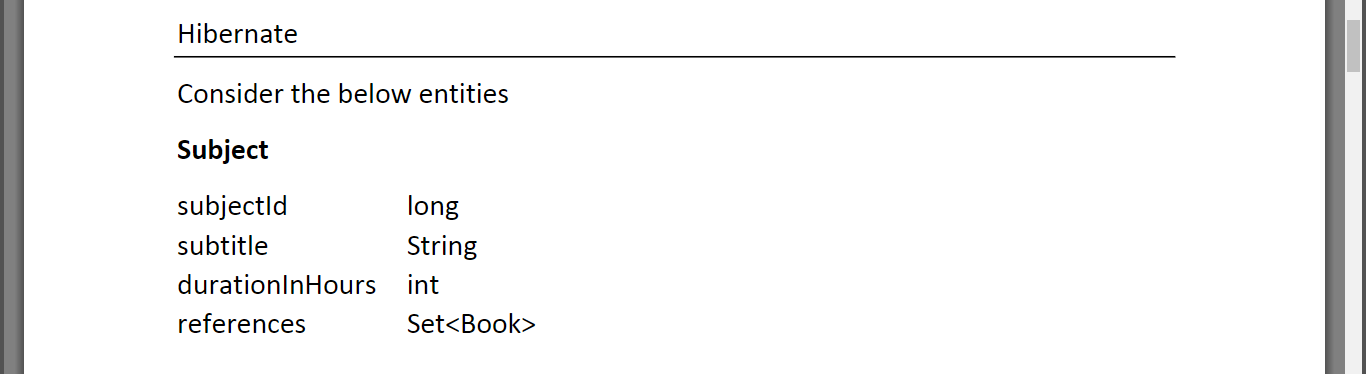 Hibernate
Consider the below entities
Subject
subjectId long
subtitle String
durationInHours int
references Set<Book>